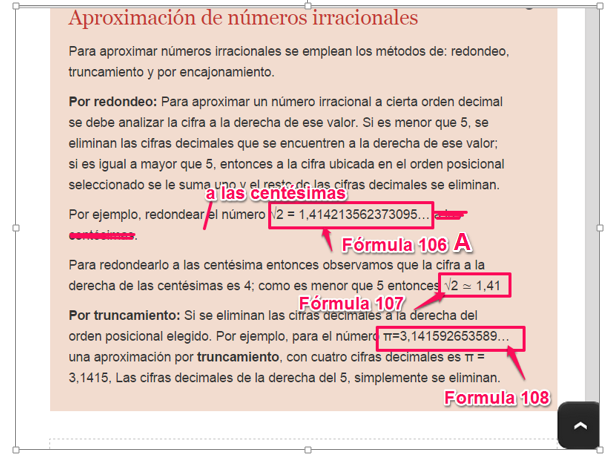 Aproximación de números irracionales
Para aproximar números irracionales se emplean los métodos de: redondeo,
truncamiento y por encajonamiento.
Por redondeo: Para aproximar un número irracional a cierta orden decimal
se debe analizar la cifra a la derecha de ese valor. Si es menor que 5, se
eliminan las cifras decimales que se encuentren a la derecha de ese valor;
si es igual a mayor que 5, entonces a la cifra ubicada en el orden posicional
seleccionado se le suma uno y el resto de las cifras decimales se eliminan.
a las centesimas
Por ejemplo, redondear el número √2 = 1,414213562373095... a las
centésimas.
Fórmula 106 A
Para redondearlo a las centésima entonces observamos que la cifra a la
derecha de las centésimas es 4; como es menor que 5 entonces √2 ≃ 1,41
Fórmula 107
Por truncamiento: Si se eliminan las cifras decimales a la derecha del
orden posicional elegido. Por ejemplo, para el número π=3,141592653589...
una aproximación por truncamiento, con cuatro cifras decimales es π =
3,1415, Las cifras decimales de la derecha del 5, simplemente se eliminan.
Formula 108